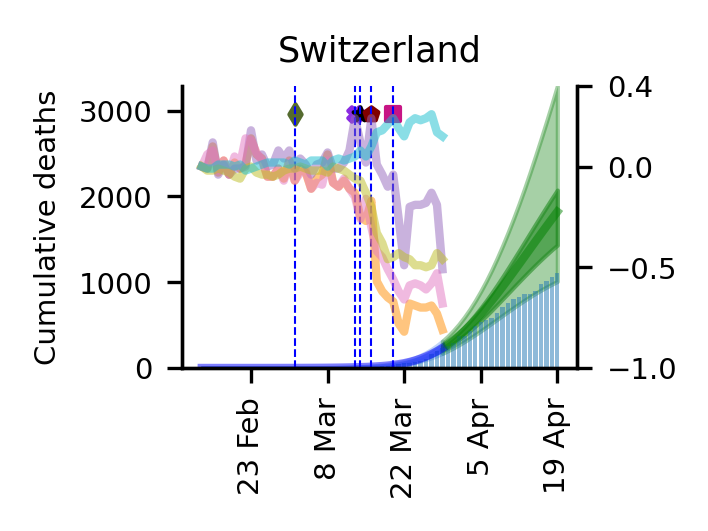 Switzerland
Cumulative deaths
3000
2000
1000
0
0.4
0.0
−0.5
−1.0
23 Feb
8 Mar
22 Mar
5 Apr
19 Apr